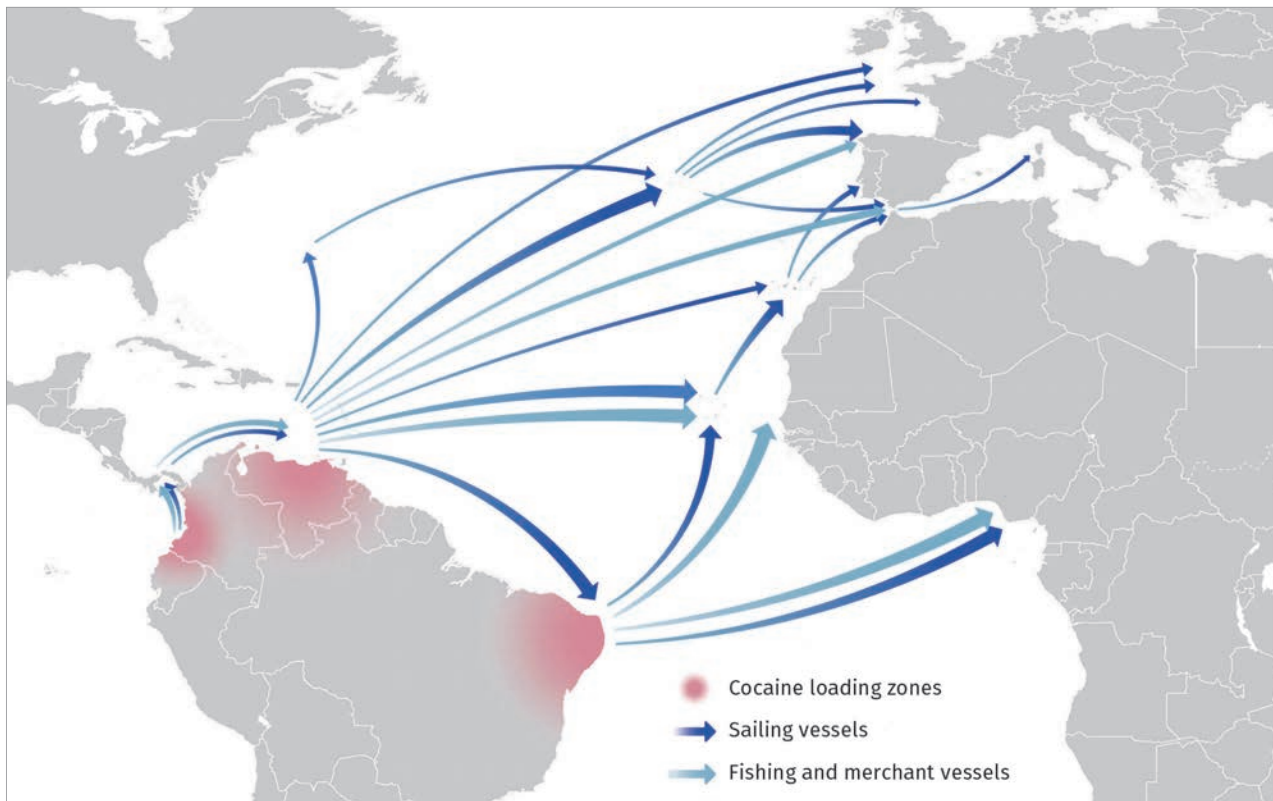 Cocaine loading zones
Sailing vessels
Fishing and merchant vessels